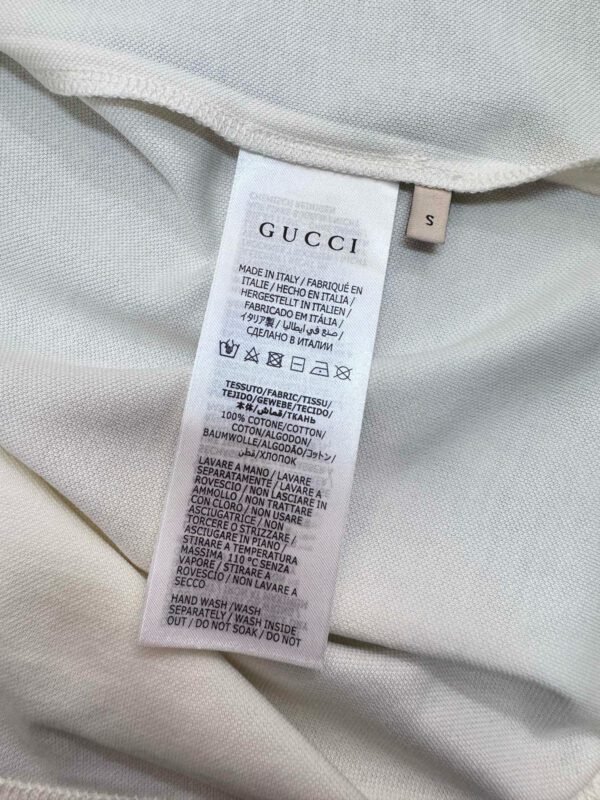 GUCCI
S
MADE IN ITALY / FABRIQUÉ EN
ITALIE / HECHO EN ITALIA /
HERGESTELLT IN ITALIEN /
FABRICADO EM ITÁLIA /
イタリア製 / صنع في ايطاليا /
СДЕЛАНО В ИТАЛИИ
TESSUTO/FABRIC/TISSU/
TEJIDO/GEWEBE/TECIDO/
本体/قماش/ТКАНЬ
100% COTONE/COTTON/
COTON/ALGODON/
BAUMWOLLE/ALGODÃO/コットン/
قطن/ХЛОПОК
LAVARE A MANO / LAVARE
SEPARATAMENTE / LAVARE A
ROVESCIO / NON LASCIARE IN
AMMOLLO / NON TRATTARE
CON CLORO / NON USARE
ASCIUGATRICE / NON
TORCERE O STRIZZARE /
ASCIUGARE IN PIANO /
STIRARE A TEMPERATURA
MASSIMA 110°C SENZA
VAPORE / STIRARE A
ROVESCIO / NON LAVARE A
SECCO
HAND WASH /WASH
SEPARATELY / WASH INSIDE
OUT / DO NOT SOAK / DO NOT